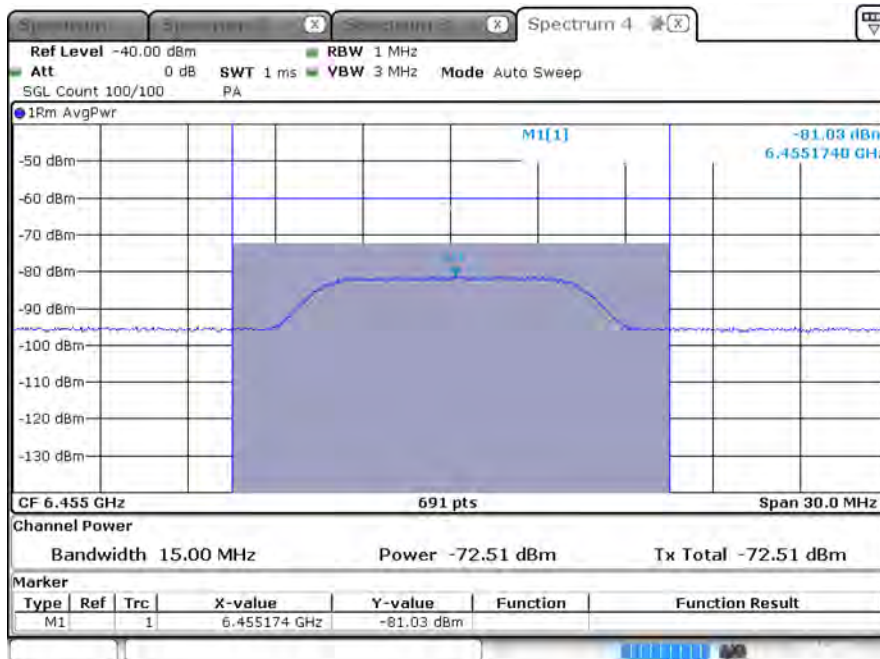 Spectrum 4
Ref Level -40.00 dBm RBW 1 MHz
Att 0 dB SWT 1 ms VBW 3 MHz Mode Auto Sweep
SGL Count 100/100 PA
1Rm AvgPwr
M1[1] -81.03 dBm
6.4551740 GHz
-50 dBm
-60 dBm
-70 dBm
-80 dBm
-90 dBm
-100 dBm
-110 dBm
-120 dBm
-130 dBm
CF 6.455 GHz 691 pts Span 30.0 MHz
Channel Power
Bandwidth 15.00 MHz Power -72.51 dBm Tx Total -72.51 dBm
Marker
Type Ref Trc X-value Y-value Function Function Result
M1 1 6.455174 GHz -81.03 dBm